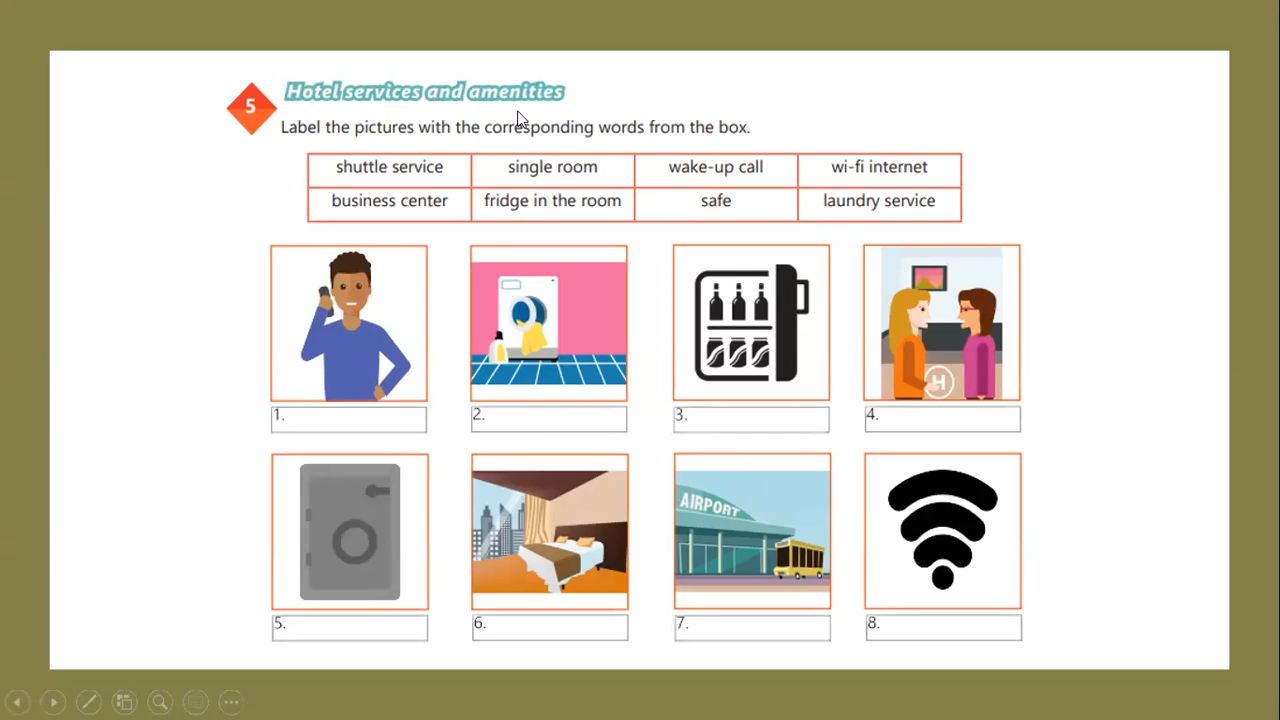 5
Hotel services and amenities
Label the pictures with the corresponding words from the box.
shuttle service single room wake-up call wi-fi internet
business center fridge in the room safe laundry service
H
1. 2. 3. 4.
AIRPORT
5. 6. 7. 8.